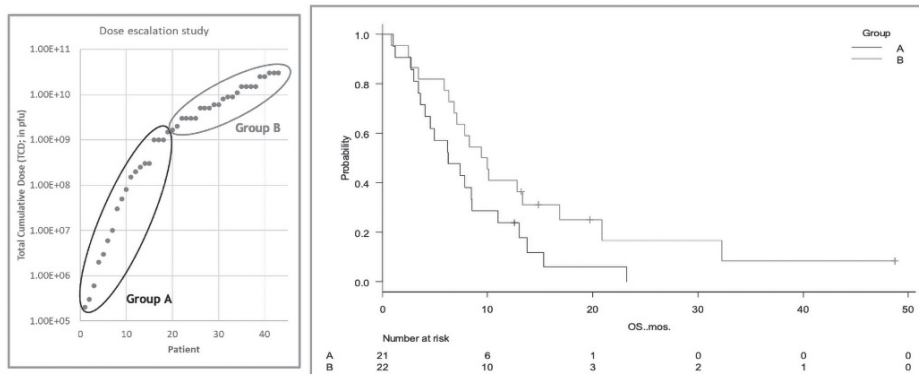 Dose escalation study
Total Cumulative Dose (TCD; in pfu)
1.00E+11
1.00E+10
1.00E+09
1.00E+08
1.00E+07
1.00E+06
1.00E+05
Group B
Group A
0 10 20 30 40
Patient
Probability
1.0
0.8
0.6
0.4
0.2
0.0
Group
A
B
0 10 20 30 40 50
OS..mos.
Number at risk
A 21 6 1 0 0 0
B 22 10 3 2 1 0